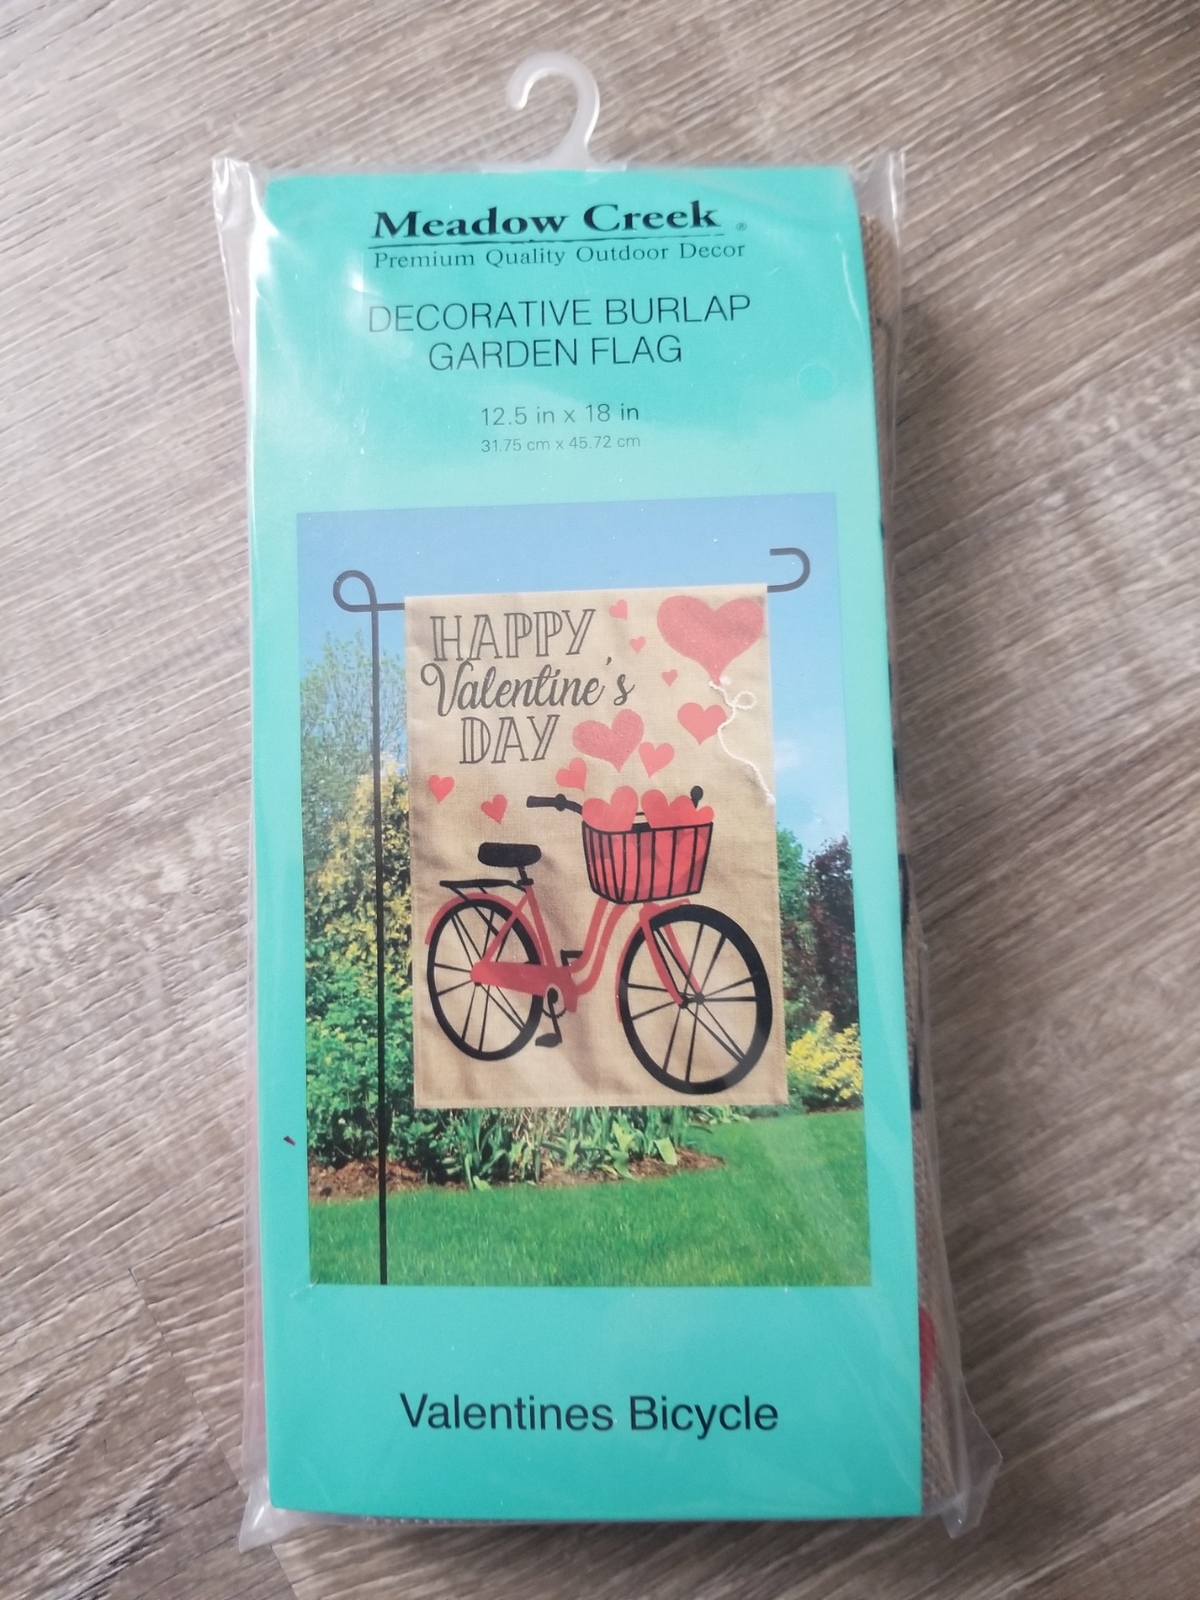 Meadow Creek ®
Premium Quality Outdoor Decor
DECORATIVE BURLAP
GARDEN FLAG
12.5 in x 18 in
31.75 cm x 45.72 cm
HAPPY
Valentine's
DAY
Valentines Bicycle